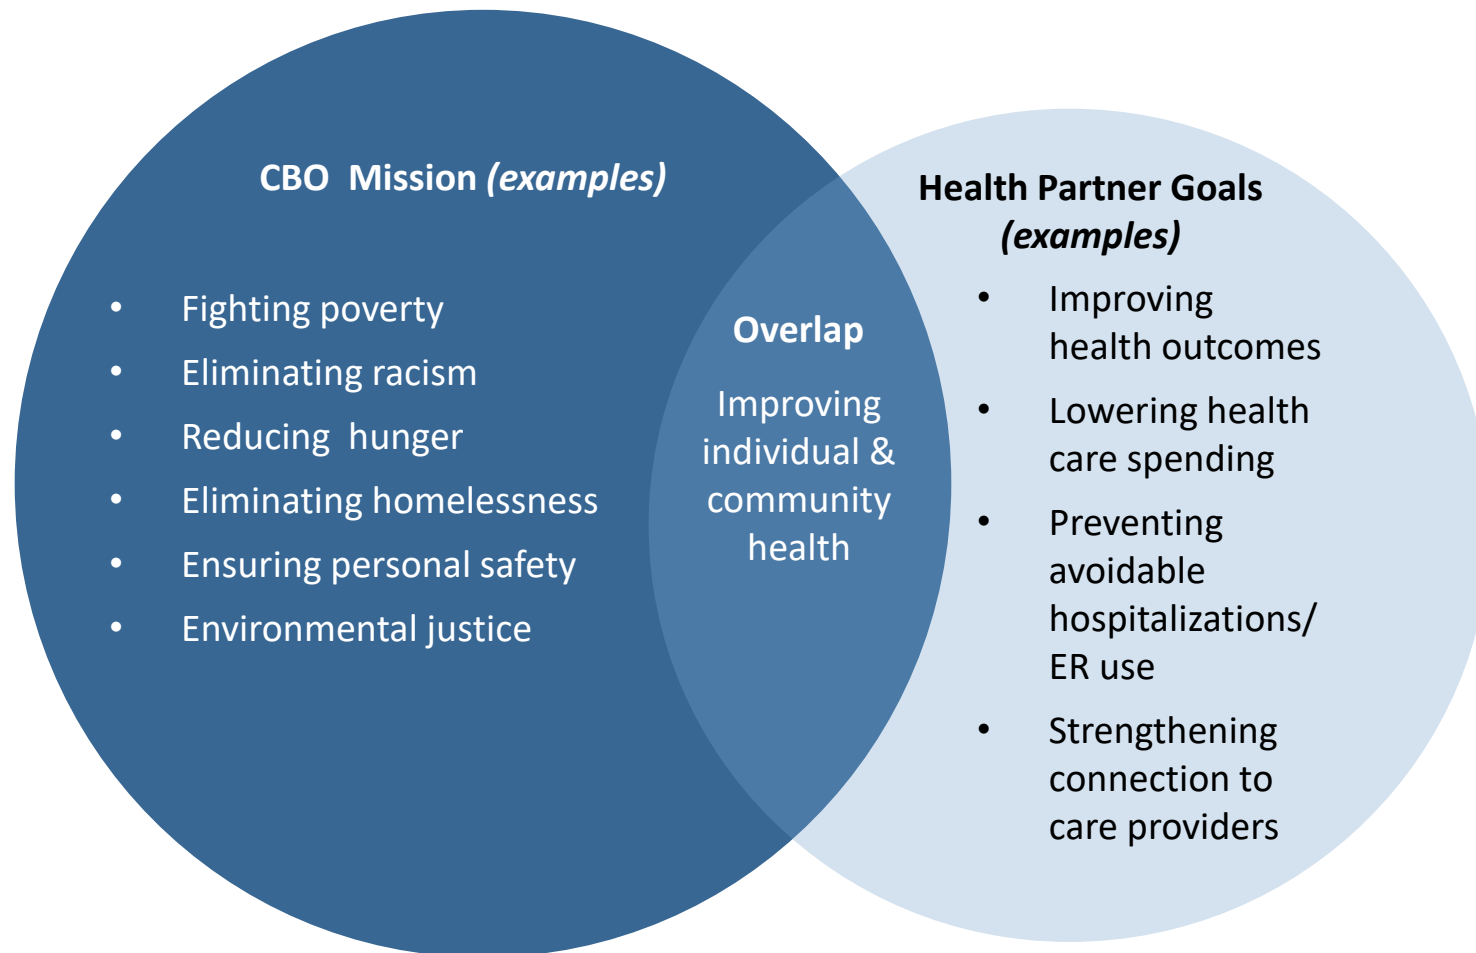 CBO  Mission (examples)
• Fighting poverty
• Eliminating racism
• Reducing  hunger
• Eliminating homelessness
• Ensuring personal safety
• Environmental justice
Overlap
Improving
individual &
community
health
Health Partner Goals
(examples)
• Improving
health outcomes
• Lowering health
care spending
• Preventing
avoidable
hospitalizations/
ER use
• Strengthening
connection to
care providers